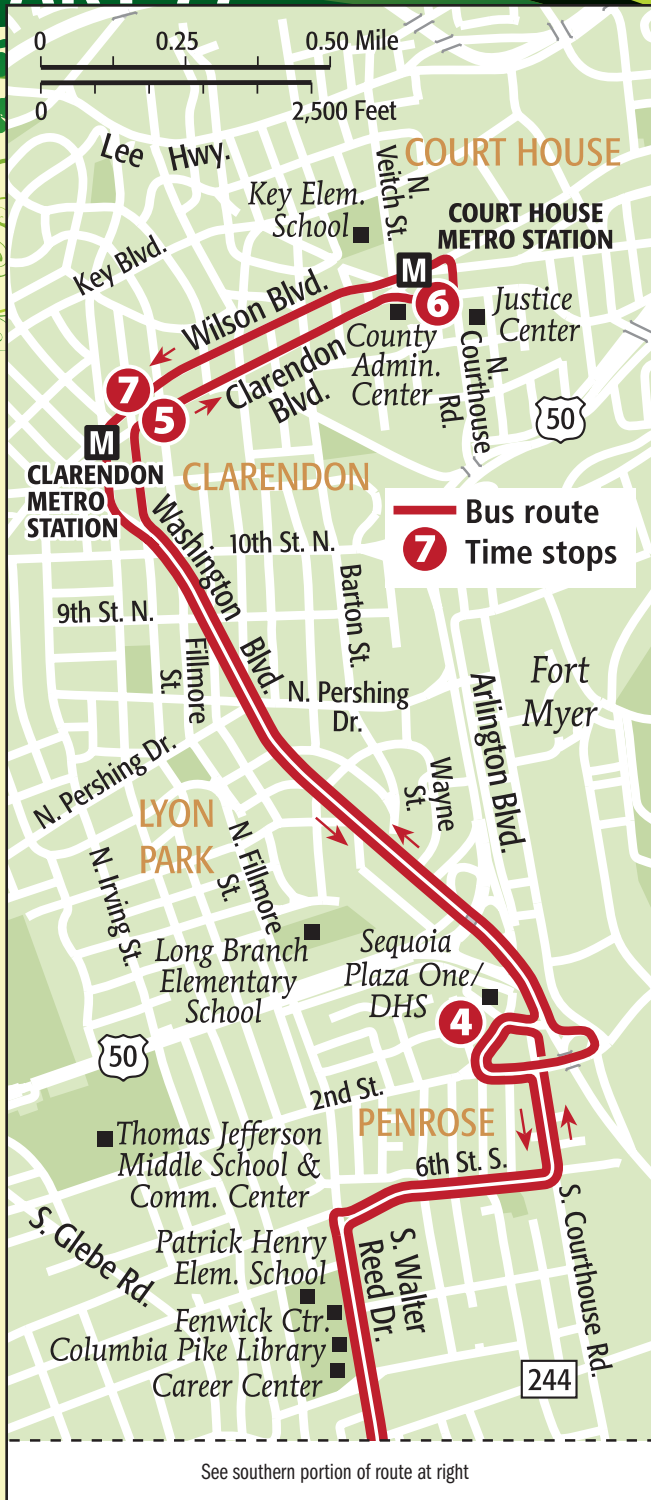 0 0.25 0.50 Mile
0 2,500 Feet
Lee Hwy.
COURT HOUSE
N.
Veitch St.
Key Elem.
School
COURT HOUSE
METRO STATION
Key Blvd.
M
Wilson Blvd.
6
Justice
Center
County
Admin.
Center
N.
Courthouse
Rd.
Clarendon
Blvd.
7
5
50
M
CLARENDON
METRO
STATION
CLARENDON
Bus route
7 Time stops
Washington
Blvd.
10th St. N.
Barton St.
9th St. N.
Fillmore
St.
N. Pershing
Dr.
Fort
Myer
Arlington Blvd.
N. Pershing Dr.
Wayne
St.
LYON
PARK
N. Fillmore
St.
N. Irving St.
Long Branch
Elementary
School
Sequoia
Plaza One/
DHS
4
50
2nd St.
PENROSE
Thomas Jefferson
Middle School &
Comm. Center
6th St. S.
S. Glebe Rd.
S. Courthouse Rd.
Patrick Henry
Elem. School
S. Walter
Reed Dr.
Fenwick Ctr.
Columbia Pike Library
Career Center
244
See southern portion of route at right